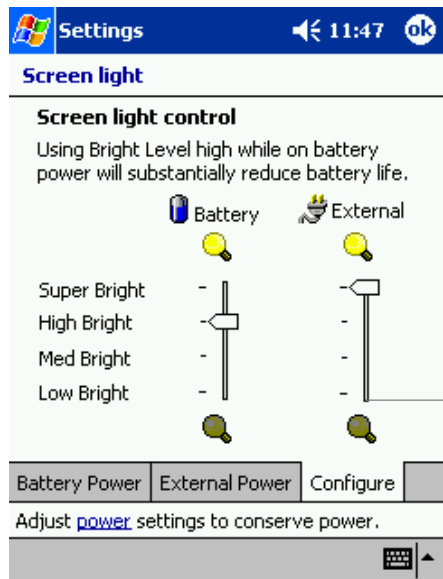 Settings 11:47 ok
Screen light
Screen light control
Using Bright Level high while on battery
power will substantially reduce battery life.
Battery External
Super Bright
High Bright
Med Bright
Low Bright
Battery Power External Power Configure
Adjust power settings to conserve power.